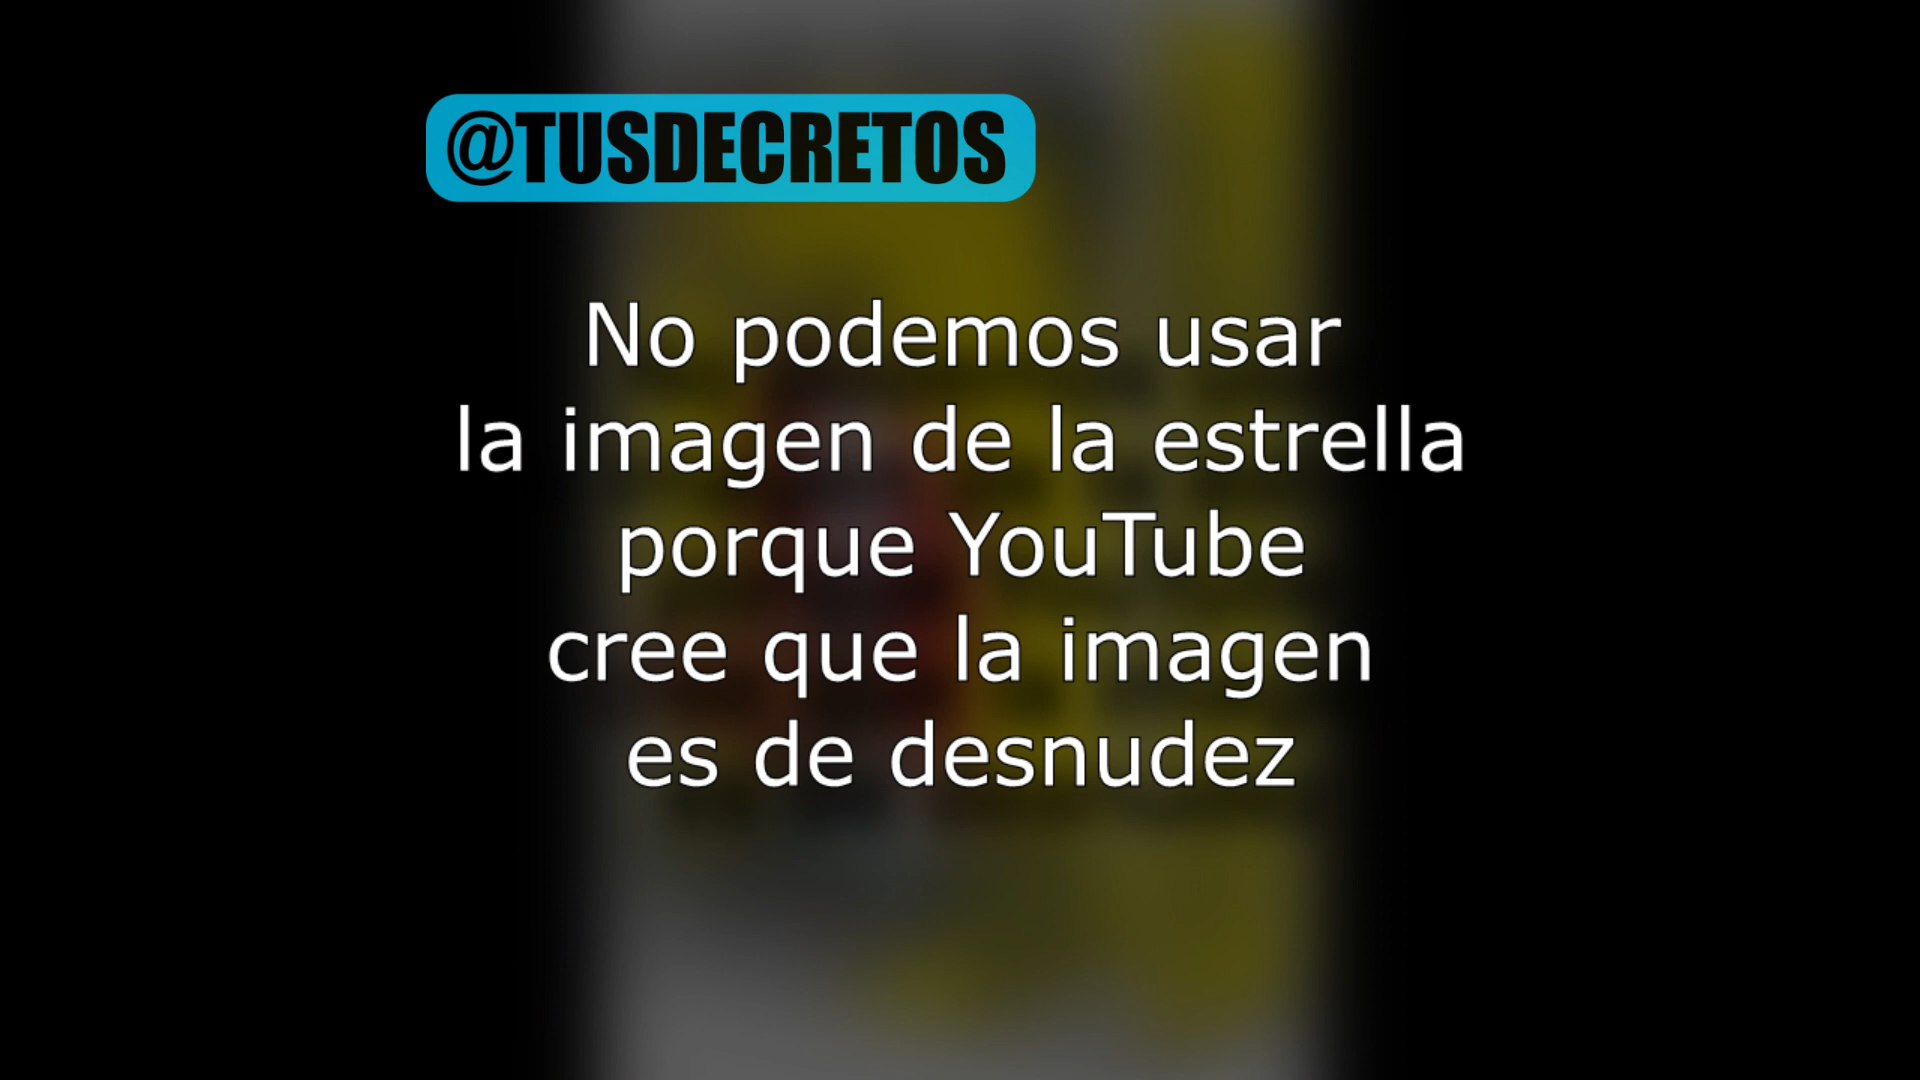 @TUSDECRETOS
No podemos usar
la imagen de la estrella
porque YouTube
cree que la imagen
es de desnudez